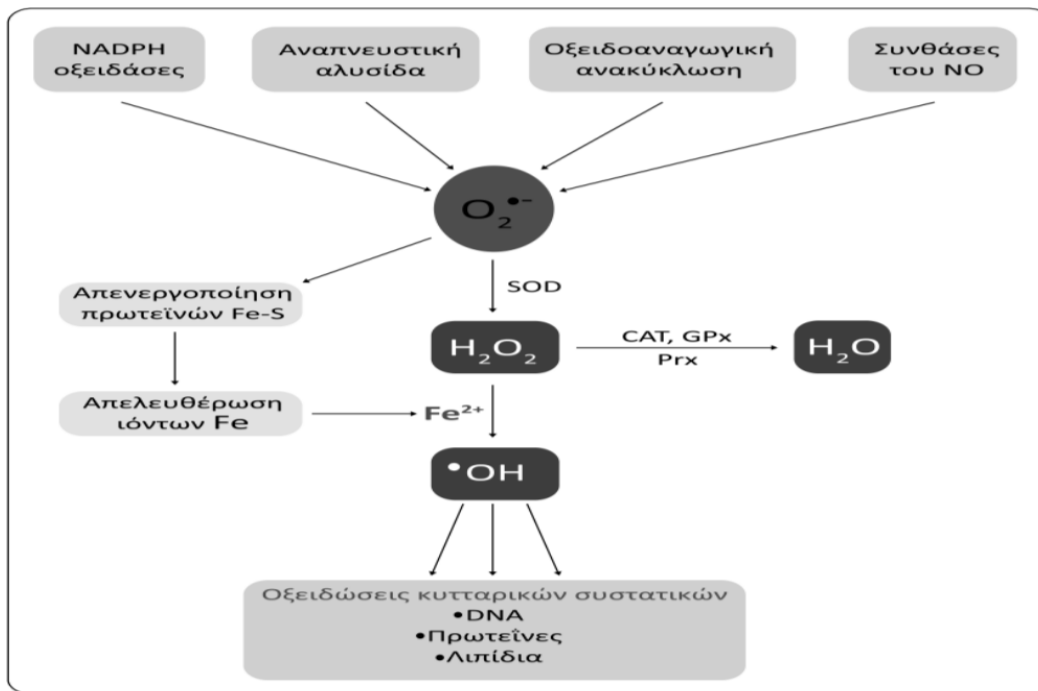 NADPH
οξειδάσες
Αναπνευστική
αλυσίδα
Οξειδοαναγωγική
ανακύκλωση
Συνθάσες
του ΝΟ
O₂•−
SOD
Απενεργοποίηση
πρωτεϊνών Fe-S
H₂O₂
CAT, GPx
Prx
H₂O
Απελευθέρωση
ιόντων Fe
Fe²⁺
•OH
Οξειδώσεις κυτταρικών συστατικών
•DNA
•Πρωτεΐνες
•Λιπίδια